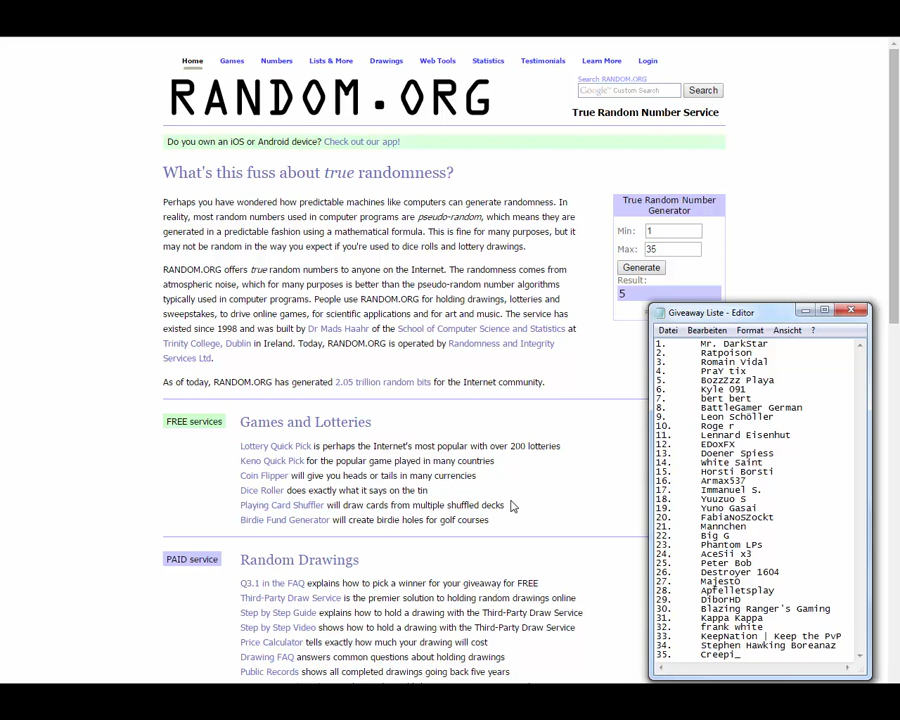 Home Games Numbers Lists & More Drawings Web Tools Statistics Testimonials Learn More Login
RANDOM.ORG
Search RANDOM.ORG
Google™ Custom Search Search
True Random Number Service
Do you own an iOS or Android device? Check out our app!
What's this fuss about true randomness?
Perhaps you have wondered how predictable machines like computers can generate randomness. In
reality, most random numbers used in computer programs are pseudo-random, which means they are
generated in a predictable fashion using a mathematical formula. This is fine for many purposes, but it
may not be random in the way you expect if you're used to dice rolls and lottery drawings.
RANDOM.ORG offers true random numbers to anyone on the Internet. The randomness comes from
atmospheric noise, which for many purposes is better than the pseudo-random number algorithms
typically used in computer programs. People use RANDOM.ORG for holding drawings, lotteries and
sweepstakes, to drive online games, for scientific applications and for art and music. The service has
existed since 1998 and was built by Dr Mads Haahr of the School of Computer Science and Statistics at
Trinity College, Dublin in Ireland. Today, RANDOM.ORG is operated by Randomness and Integrity
Services Ltd.
As of today, RANDOM.ORG has generated 2.05 trillion random bits for the Internet community.
True Random Number
Generator
Min: 1
Max: 35
Generate
Result:
5
FREE services
Games and Lotteries
Lottery Quick Pick is perhaps the Internet's most popular with over 200 lotteries
Keno Quick Pick for the popular game played in many countries
Coin Flipper will give you heads or tails in many currencies
Dice Roller does exactly what it says on the tin
Playing Card Shuffler will draw cards from multiple shuffled decks
Birdie Fund Generator will create birdie holes for golf courses
PAID service
Random Drawings
Q3.1 in the FAQ explains how to pick a winner for your giveaway for FREE
Third-Party Draw Service is the premier solution to holding random drawings online
Step by Step Guide explains how to hold a drawing with the Third-Party Draw Service
Step by Step Video shows how to hold a drawing with the Third-Party Draw Service
Price Calculator tells exactly how much your drawing will cost
Drawing FAQ answers common questions about holding drawings
Public Records shows all completed drawings going back five years
Giveaway Liste - Editor
Datei Bearbeiten Format Ansicht ?
1. Mr. DarkStar
2. Ratpoison
3. Romain Vidal
4. PraY tix
5. BozzZzz Playa
6. Kyle O91
7. bert bert
8. BattleGamer German
9. Leon Schöller
10. Roge r
11. Lennard Eisenhut
12. EDoxFX
13. Doener Spiess
14. White Saint
15. Horsti Borsti
16. Armax537
17. Immanuel S.
18. Yuuzuo S
19. Yuno Gasai
20. FabiaNoSZockt
21. Mannchen
22. Big G
23. Phantom LPs
24. AceSii x3
25. Peter Bob
26. Destroyer 1604
27. MajestO
28. Apfelletsplay
29. DiborHD
30. Blazing Ranger's Gaming
31. Kappa Kappa
32. frank white
33. KeepNation | Keep the PvP
34. Stephen Hawking Boreanaz
35. Creepi_